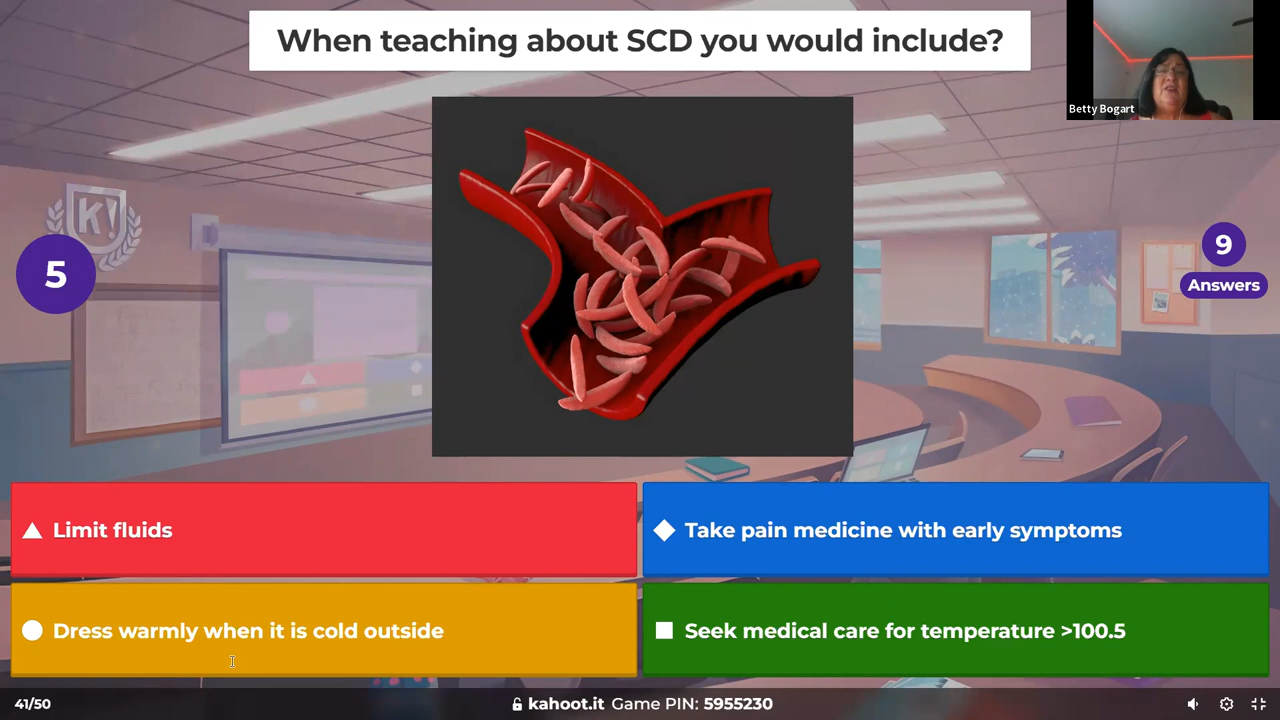 When teaching about SCD you would include?
Betty Bogart
K!
5
9
Answers
Limit fluids
Take pain medicine with early symptoms
Dress warmly when it is cold outside
Seek medical care for temperature >100.5
41/50
kahoot.it Game PIN: 5955230